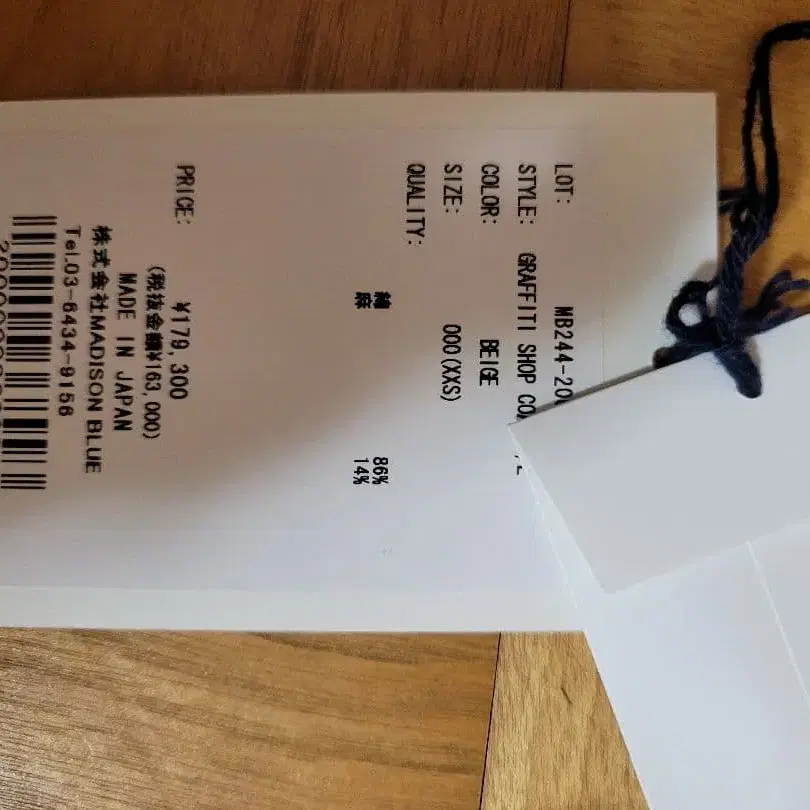 LOT: MB244-20
STYLE: GRAFFITI SHOP CO
COLOR: BEIGE
SIZE: 000(XXS)
QUALITY:
綿 86%
麻 14%
PRICE: ¥179,300
(税抜金額¥163,000)
MADE IN JAPAN
株式会社MADISON BLUE
Tel.03-6434-9156